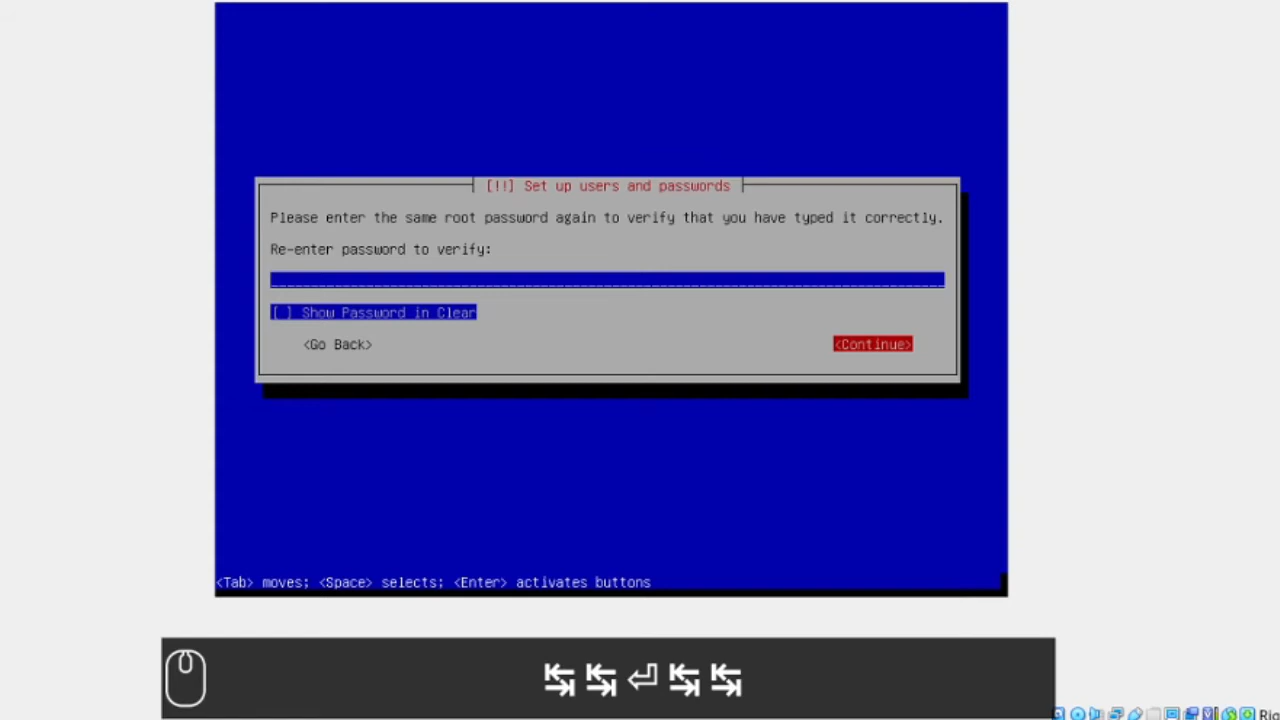 [!!] Set up users and passwords
Please enter the same root password again to verify that you have typed it correctly.
Re-enter password to verify:
[ ] Show Password in Clear
<Go Back> <Continue>
<Tab> moves; <Space> selects; <Enter> activates buttons